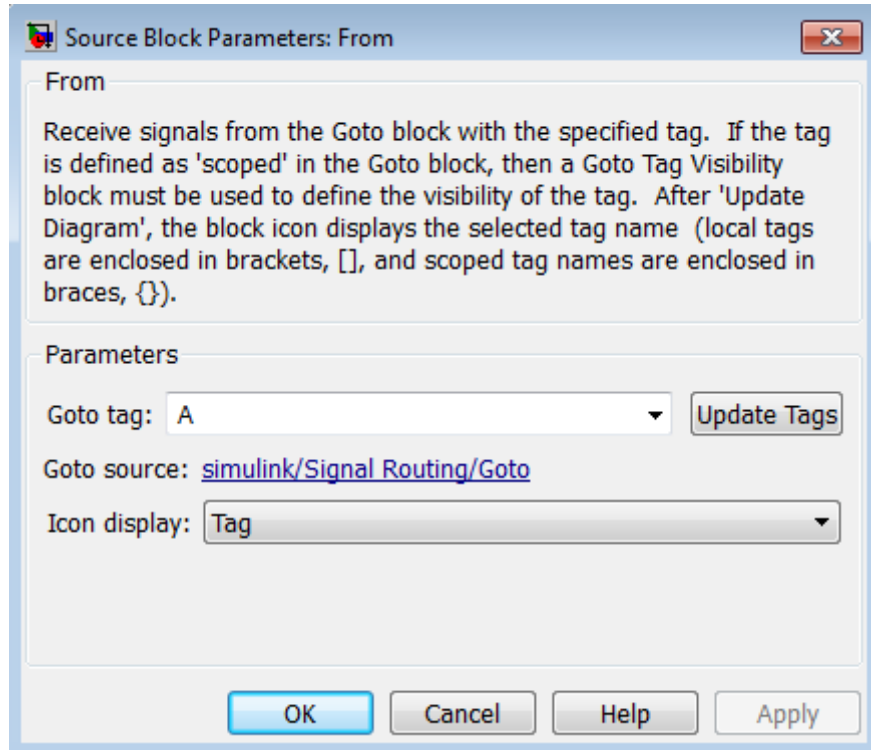 Source Block Parameters: From
From
Receive signals from the Goto block with the specified tag.  If the tag
is defined as 'scoped' in the Goto block, then a Goto Tag Visibility
block must be used to define the visibility of the tag.  After 'Update
Diagram', the block icon displays the selected tag name  (local tags
are enclosed in brackets, [], and scoped tag names are enclosed in
braces, {}).
Parameters
Goto tag: A Update Tags
Goto source: simulink/Signal Routing/Goto
Icon display: Tag
OK Cancel Help Apply